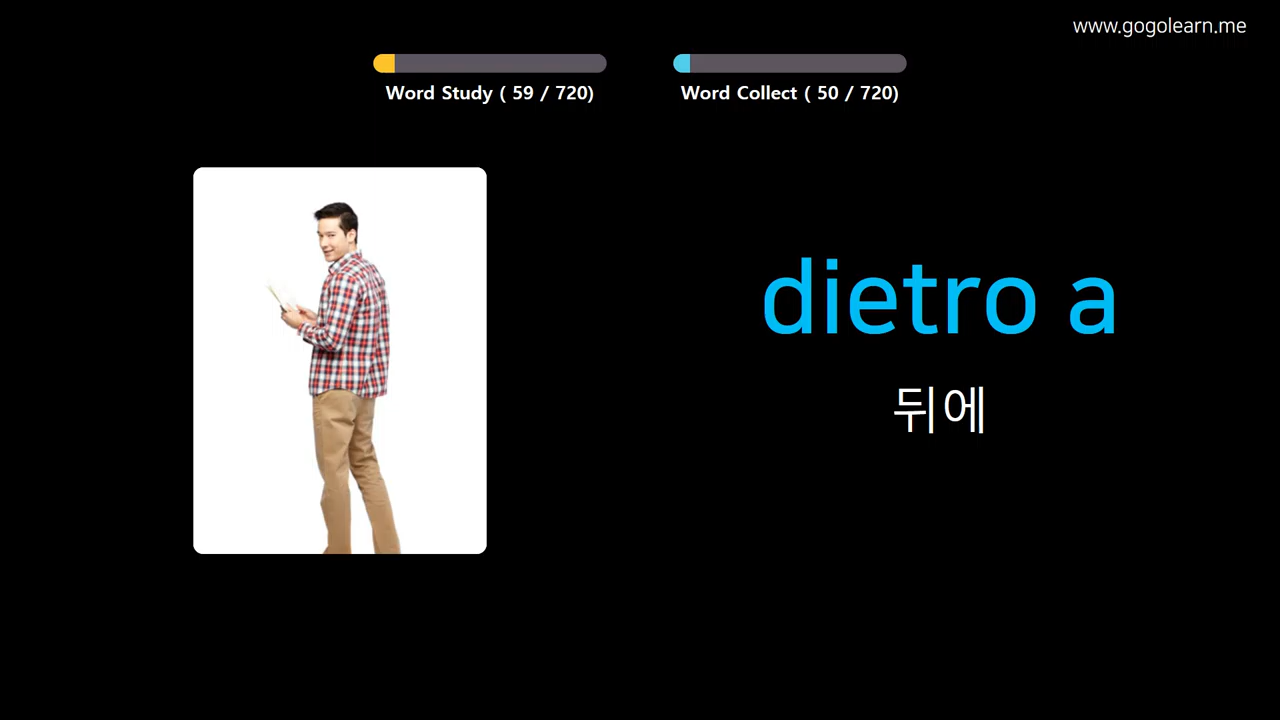 www.gogolearn.me
Word Study ( 59 / 720)
Word Collect ( 50 / 720)
dietro a
뒤에